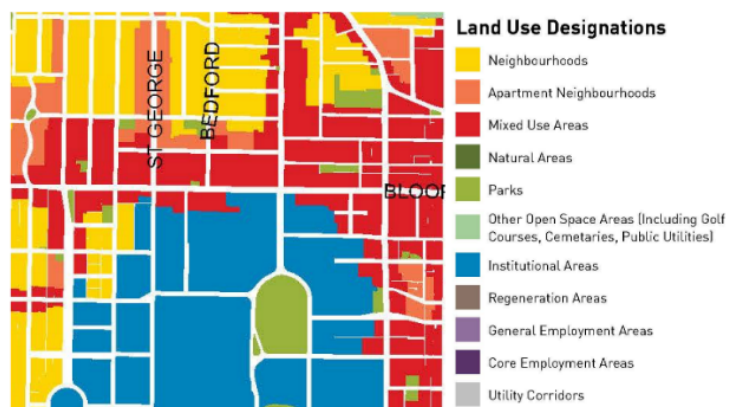 ST GEORGE
BEDFORD
BLOOR
Land Use Designations
Neighbourhoods
Apartment Neighbourhoods
Mixed Use Areas
Natural Areas
Parks
Other Open Space Areas (Including Golf
Courses, Cemetaries, Public Utilities)
Institutional Areas
Regeneration Areas
General Employment Areas
Core Employment Areas
Utility Corridors